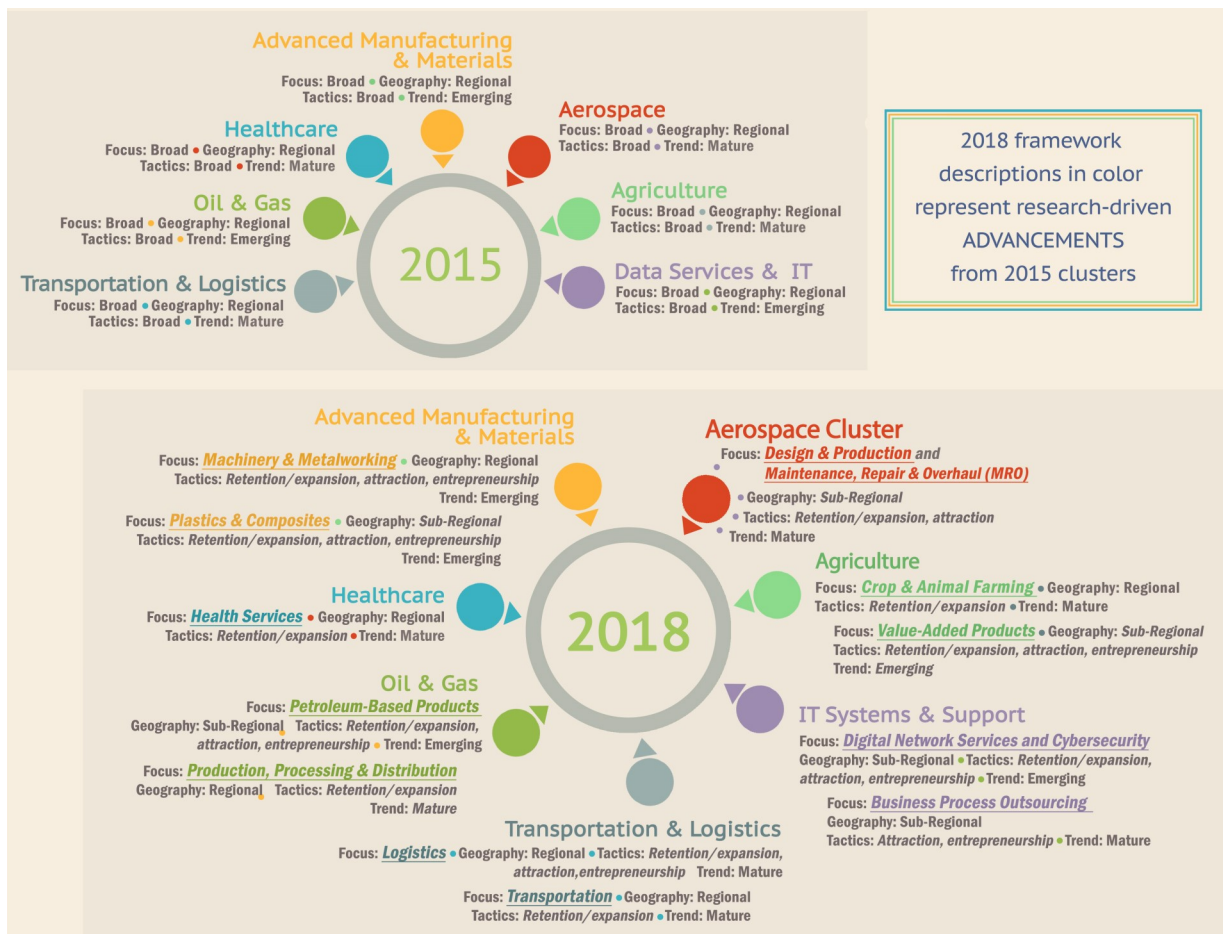 Advanced Manufacturing
& Materials
Focus: Broad • Geography: Regional
Tactics: Broad • Trend: Emerging
Healthcare
Focus: Broad • Geography: Regional
Tactics: Broad • Trend: Mature
Oil & Gas
Focus: Broad • Geography: Regional
Tactics: Broad • Trend: Emerging
Transportation & Logistics
Focus: Broad • Geography: Regional
Tactics: Broad • Trend: Mature
2015
Aerospace
Focus: Broad • Geography: Regional
Tactics: Broad • Trend: Mature
Agriculture
Focus: Broad • Geography: Regional
Tactics: Broad • Trend: Mature
Data Services & IT
Focus: Broad • Geography: Regional
Tactics: Broad • Trend: Emerging
2018 framework
descriptions in color
represent research-driven
ADVANCEMENTS
from 2015 clusters
Advanced Manufacturing
& Materials
Focus: Machinery & Metalworking • Geography: Regional
Tactics: Retention/expansion, attraction, entrepreneurship
Trend: Emerging
Focus: Plastics & Composites • Geography: Sub-Regional
Tactics: Retention/expansion, attraction, entrepreneurship
Trend: Emerging
Healthcare
Focus: Health Services • Geography: Regional
Tactics: Retention/expansion • Trend: Mature
Oil & Gas
Focus: Petroleum-Based Products
Geography: Sub-Regional • Tactics: Retention/expansion,
attraction, entrepreneurship • Trend: Emerging
Focus: Production, Processing & Distribution
Geography: Regional • Tactics: Retention/expansion
Trend: Mature
2018
Aerospace Cluster
Focus: Design & Production and
Maintenance, Repair & Overhaul (MRO)
• Geography: Sub-Regional
• Tactics: Retention/expansion, attraction
• Trend: Mature
Agriculture
Focus: Crop & Animal Farming • Geography: Regional
Tactics: Retention/expansion • Trend: Mature
Focus: Value-Added Products • Geography: Sub-Regional
Tactics: Retention/expansion, attraction, entrepreneurship
Trend: Emerging
IT Systems & Support
Focus: Digital Network Services and Cybersecurity
Geography: Sub-Regional • Tactics: Retention/expansion,
attraction, entrepreneurship • Trend: Emerging
Focus: Business Process Outsourcing
Geography: Sub-Regional
Tactics: Attraction, entrepreneurship • Trend: Mature
Transportation & Logistics
Focus: Logistics • Geography: Regional • Tactics: Retention/expansion,
attraction,entrepreneurship Trend: Mature
Focus: Transportation • Geography: Regional
Tactics: Retention/expansion • Trend: Mature